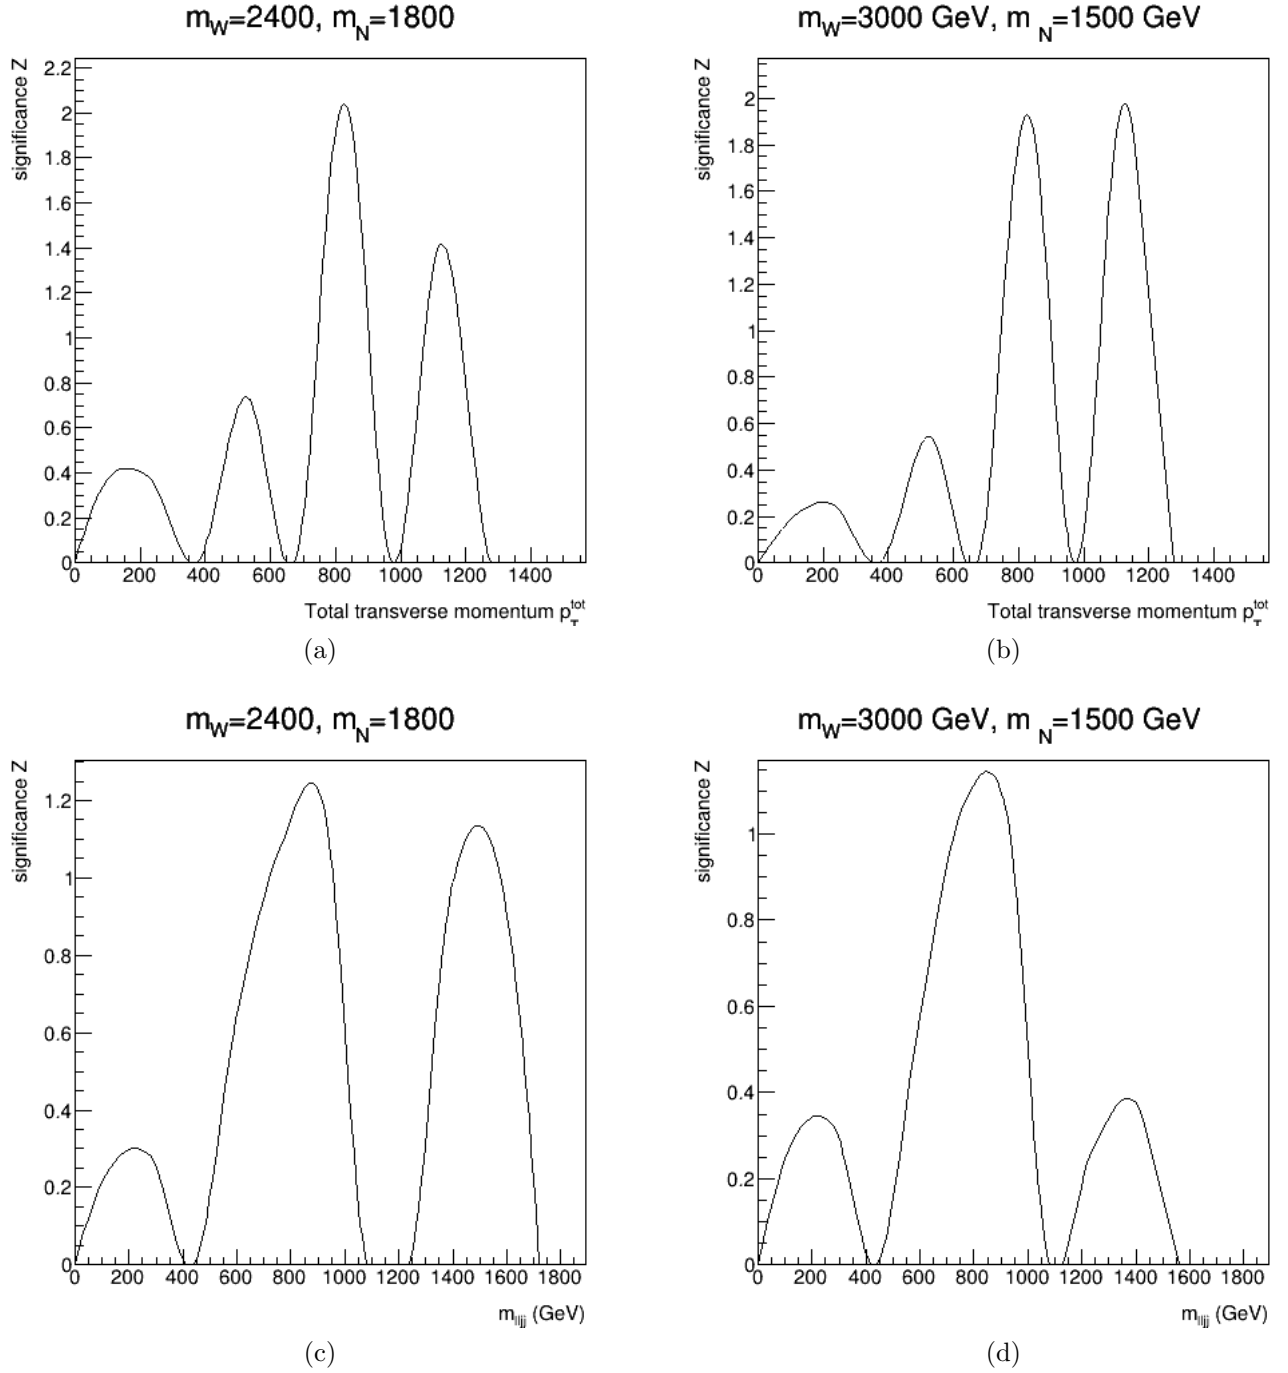 m_W=2400, m_N=1800
significance Z
2.2
2
1.8
1.6
1.4
1.2
1
0.8
0.6
0.4
0.2
0
0 200 400 600 800 1000 1200 1400
Total transverse momentum p_T^tot
(a)
m_W=3000 GeV, m_N=1500 GeV
significance Z
2
1.8
1.6
1.4
1.2
1
0.8
0.6
0.4
0.2
0
0 200 400 600 800 1000 1200 1400
Total transverse momentum p_T^tot
(b)
m_W=2400, m_N=1800
significance Z
1.2
1
0.8
0.6
0.4
0.2
0
0 200 400 600 800 1000 1200 1400 1600 1800
m_lljj (GeV)
(c)
m_W=3000 GeV, m_N=1500 GeV
significance Z
1
0.8
0.6
0.4
0.2
0
0 200 400 600 800 1000 1200 1400 1600 1800
m_lljj (GeV)
(d)